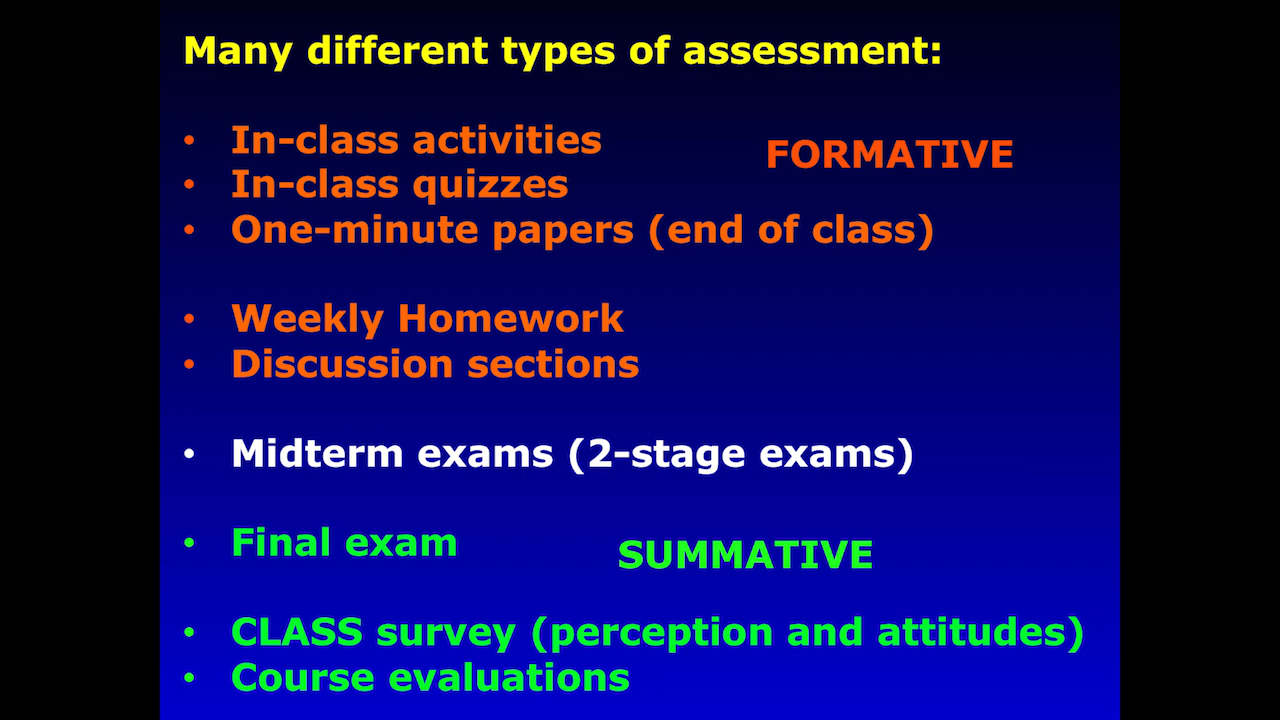 Many different types of assessment:
• In-class activities
FORMATIVE
• In-class quizzes
• One-minute papers (end of class)
• Weekly Homework
• Discussion sections
• Midterm exams (2-stage exams)
• Final exam
SUMMATIVE
• CLASS survey (perception and attitudes)
• Course evaluations